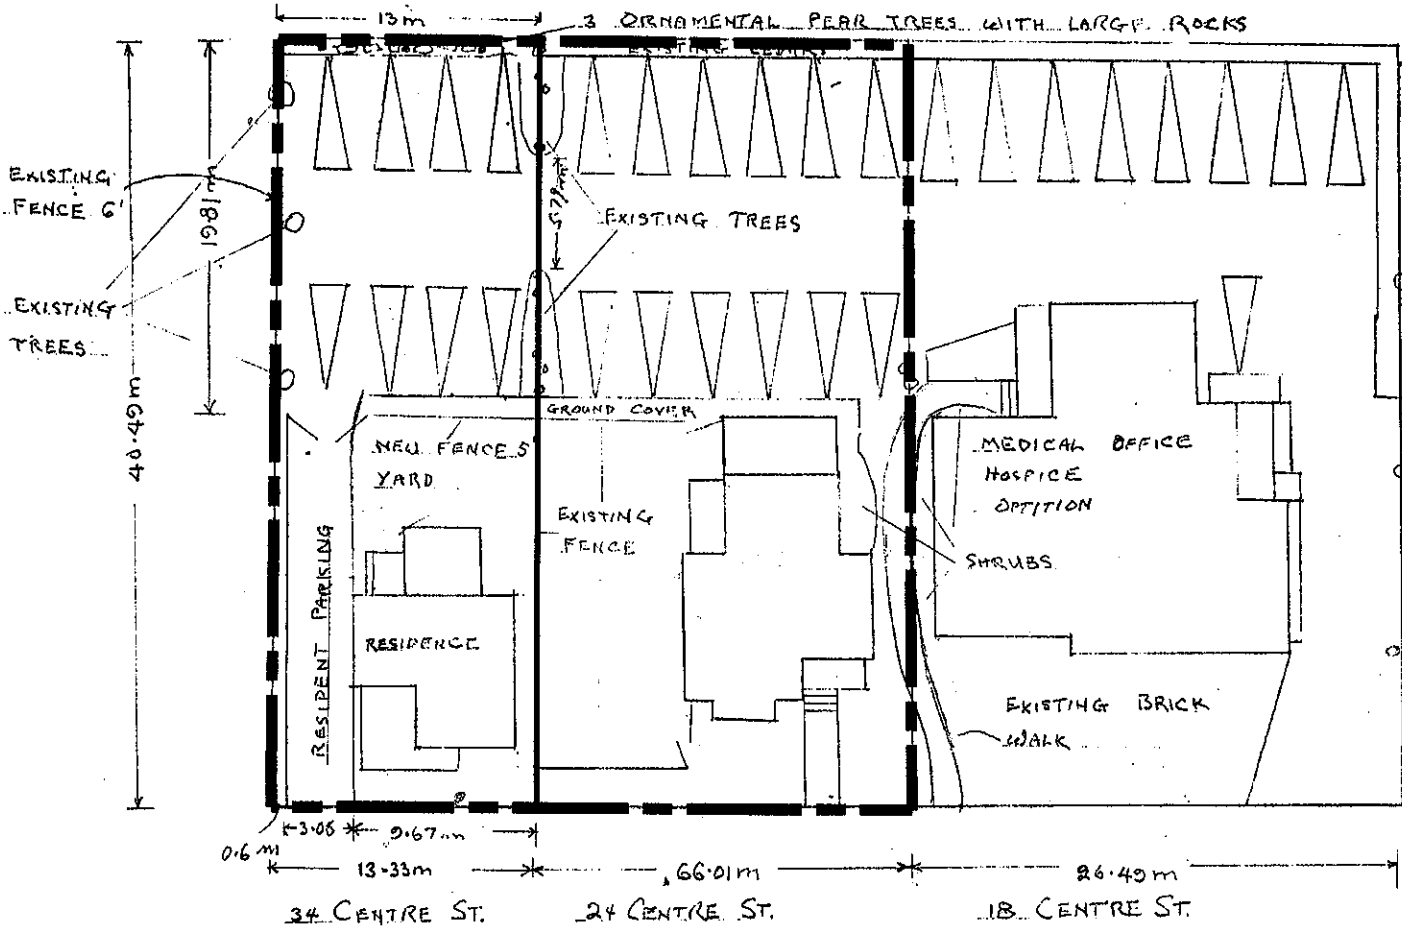 13m
3 ORNAMENTAL PEAR TREES WITH LARGE ROCKS
EXISTING
EXISTING
FENCE 6'
19.81m
5.76m
EXISTING TREES
EXISTING
TREES
40.49m
GROUND COVER
NEW FENCE 5
YARD
EXISTING
FENCE
MEDICAL OFFICE
HOSPICE
OPTITION
SHRUBS
RESIDENT PARKING
RESIDENCE
EXISTING BRICK
WALK
0.6m
3.05
9.67m
13.33m
66.01m
26.49m
34 CENTRE ST.
24 CENTRE ST.
18 CENTRE ST.